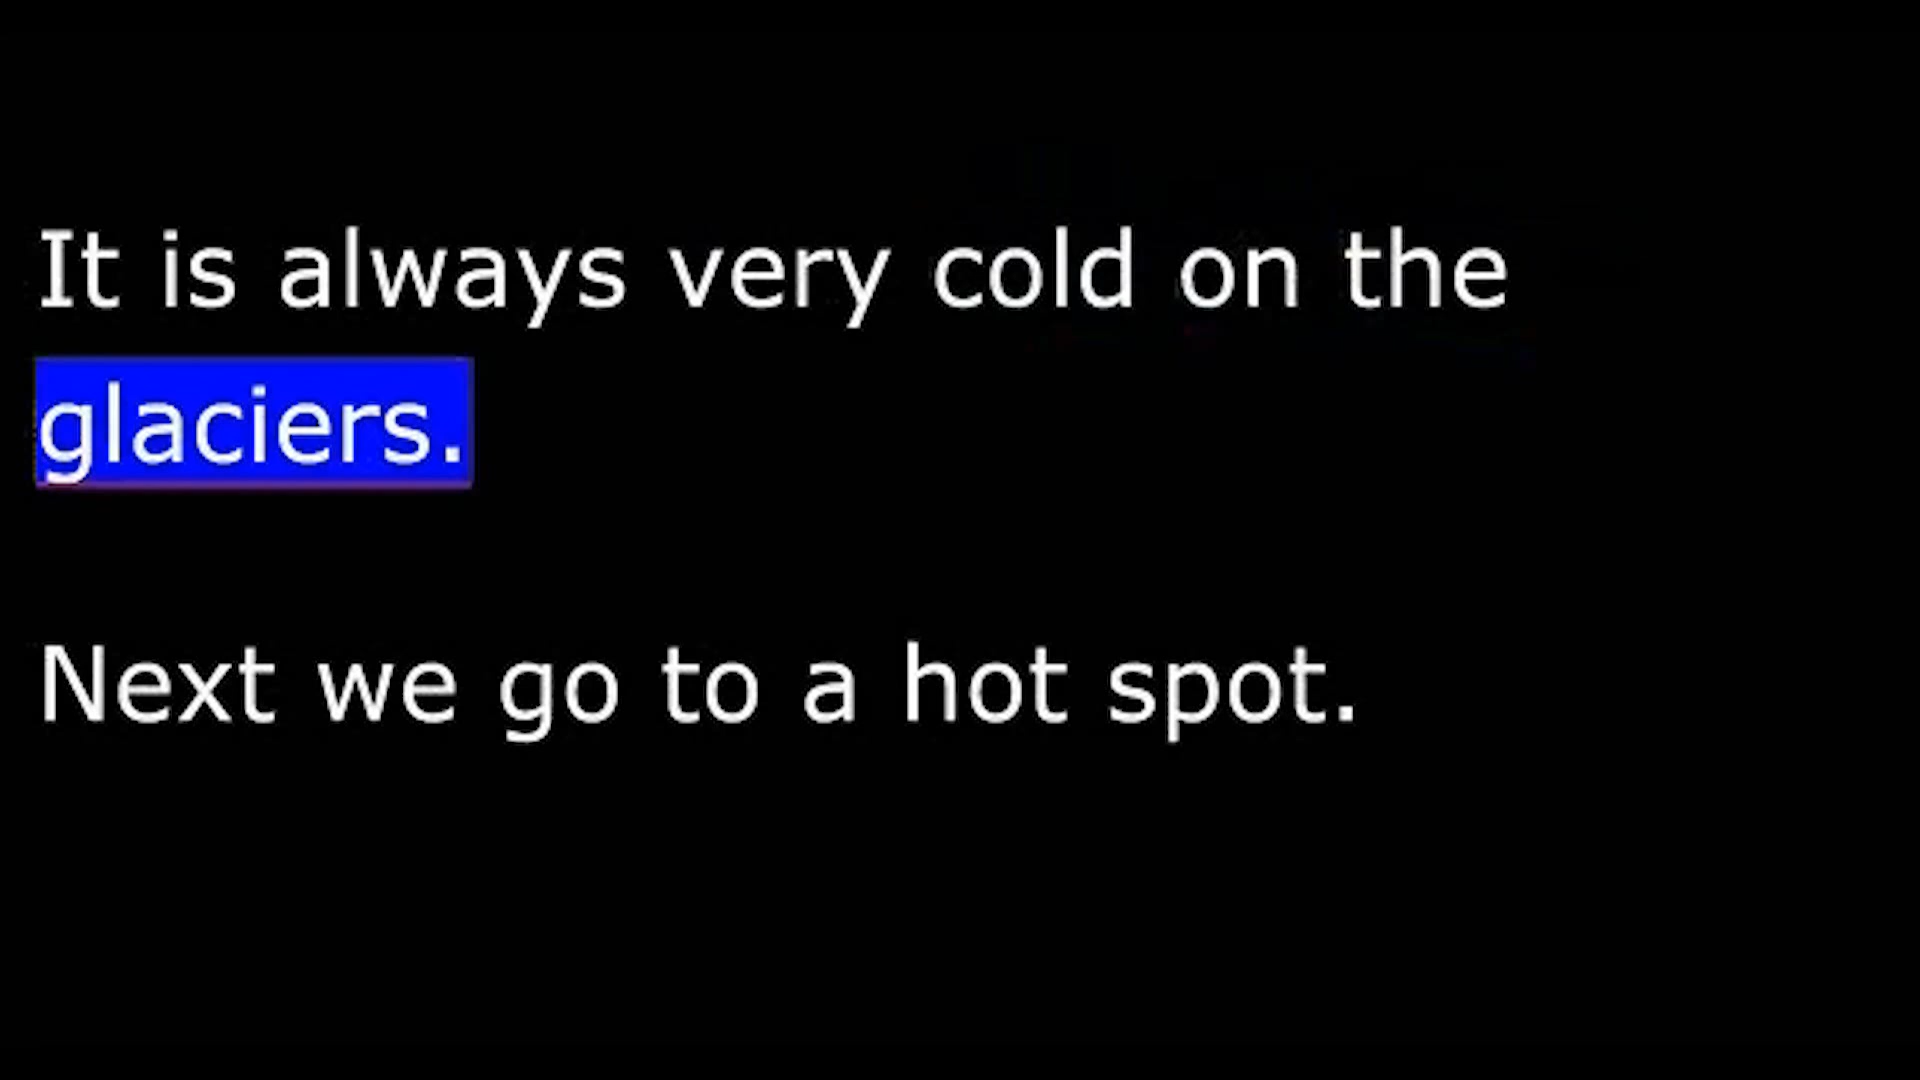 It is always very cold on the
glaciers.
Next we go to a hot spot.